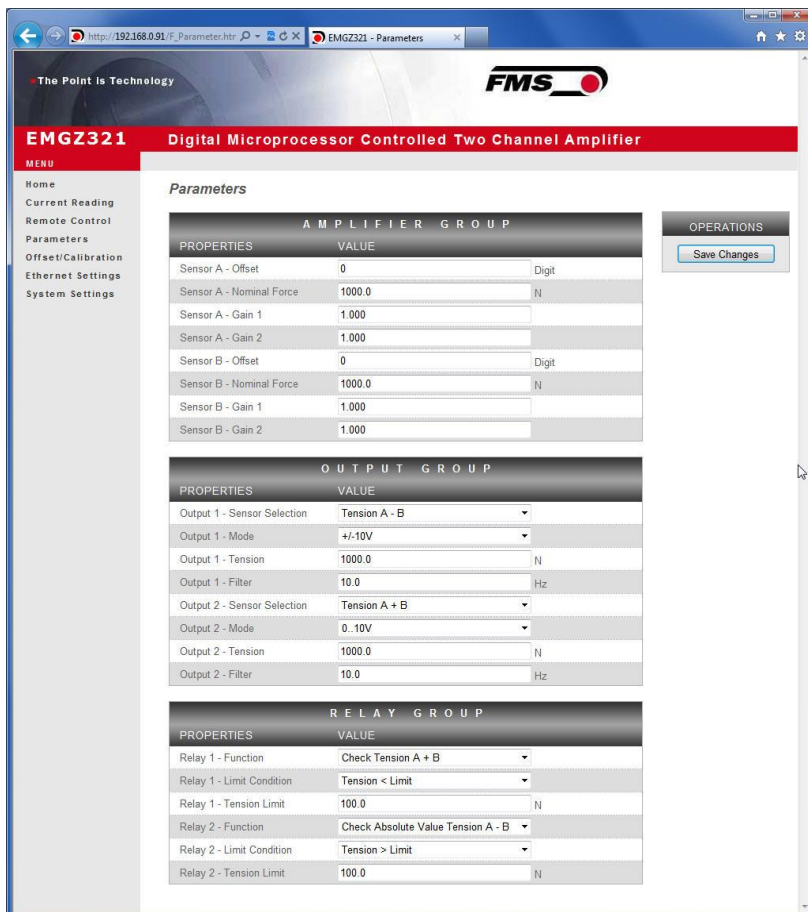 http://192.168.0.91/F_Parameter.htr
EMGZ321 - Parameters
The Point is Technology
FMS
EMGZ321 Digital Microprocessor Controlled Two Channel Amplifier
MENU
Home
Current Reading
Remote Control
Parameters
Offset/Calibration
Ethernet Settings
System Settings
Parameters
AMPLIFIER GROUP
PROPERTIES VALUE
Sensor A - Offset 0 Digit
Sensor A - Nominal Force 1000.0 N
Sensor A - Gain 1 1.000
Sensor A - Gain 2 1.000
Sensor B - Offset 0 Digit
Sensor B - Nominal Force 1000.0 N
Sensor B - Gain 1 1.000
Sensor B - Gain 2 1.000
OUTPUT GROUP
PROPERTIES VALUE
Output 1 - Sensor Selection Tension A - B
Output 1 - Mode +/-10V
Output 1 - Tension 1000.0 N
Output 1 - Filter 10.0 Hz
Output 2 - Sensor Selection Tension A + B
Output 2 - Mode 0..10V
Output 2 - Tension 1000.0 N
Output 2 - Filter 10.0 Hz
RELAY GROUP
PROPERTIES VALUE
Relay 1 - Function Check Tension A + B
Relay 1 - Limit Condition Tension < Limit
Relay 1 - Tension Limit 100.0 N
Relay 2 - Function Check Absolute Value Tension A - B
Relay 2 - Limit Condition Tension > Limit
Relay 2 - Tension Limit 100.0 N
OPERATIONS
Save Changes